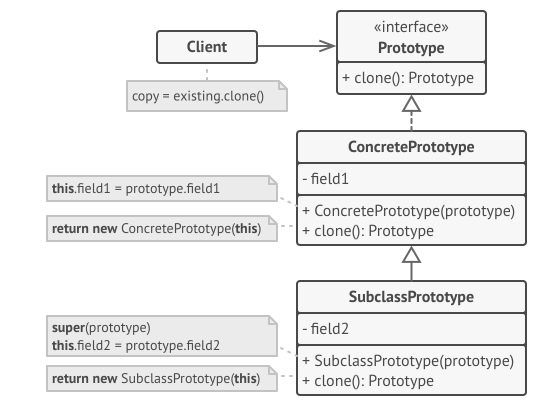 Client
«interface»
Prototype
+ clone(): Prototype
copy = existing.clone()
ConcretePrototype
- field1
this.field1 = prototype.field1
+ ConcretePrototype(prototype)
return new ConcretePrototype(this)
+ clone(): Prototype
SubclassPrototype
- field2
super(prototype)
this.field2 = prototype.field2
+ SubclassPrototype(prototype)
return new SubclassPrototype(this)
+ clone(): Prototype